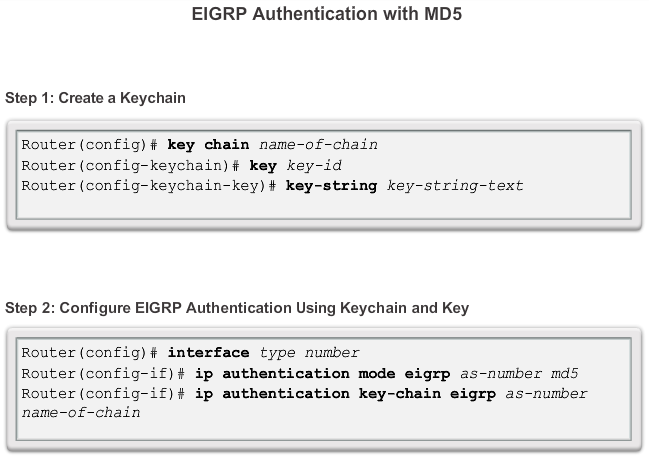 EIGRP Authentication with MD5
Step 1: Create a Keychain
Router(config)# key chain name-of-chain
Router(config-keychain)# key key-id
Router(config-keychain-key)# key-string key-string-text
Step 2: Configure EIGRP Authentication Using Keychain and Key
Router(config)# interface type number
Router(config-if)# ip authentication mode eigrp as-number md5
Router(config-if)# ip authentication key-chain eigrp as-number
name-of-chain